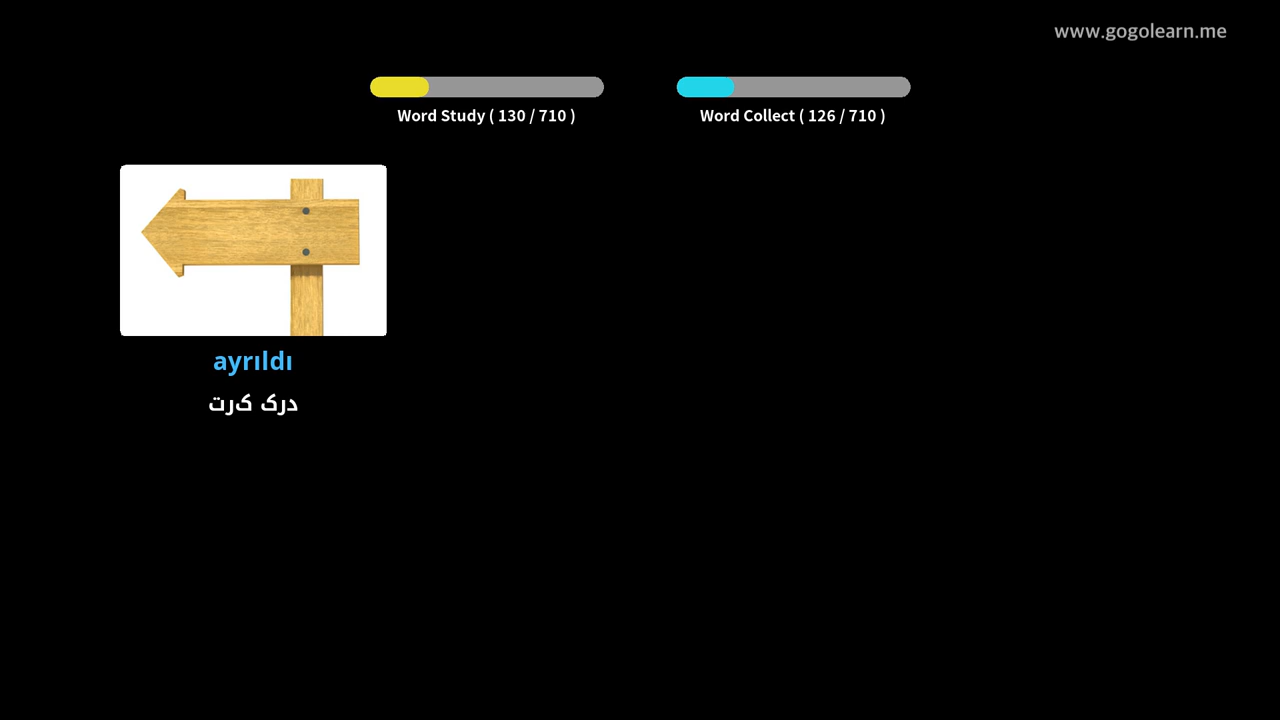 www.gogolearn.me
Word Study ( 130 / 710 )
Word Collect ( 126 / 710 )
ayrıldı
درک کرت